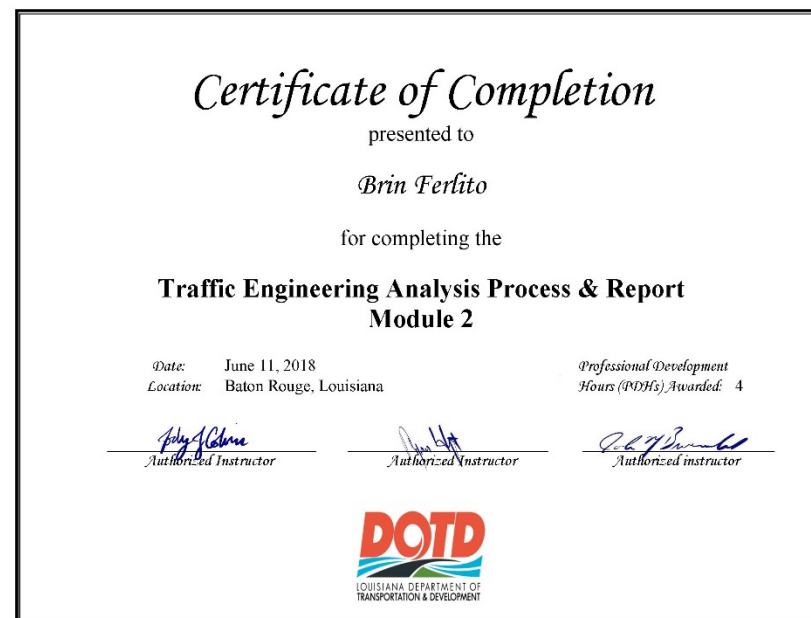 Certificate of Completion
presented to
Brin Ferlito
for completing the
Traffic Engineering Analysis Process & Report
Module 2
Date: June 11, 2018
Location: Baton Rouge, Louisiana
Professional Development
Hours (PDHs) Awarded: 4
Authorized Instructor
Authorized Instructor
Authorized instructor
DOTD
LOUISIANA DEPARTMENT OF
TRANSPORTATION & DEVELOPMENT